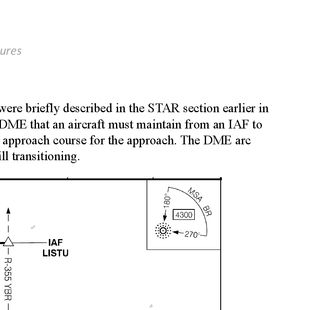 ures
were briefly described in the STAR section earlier in
DME that an aircraft must maintain from an IAF to
approach course for the approach. The DME arc
ill transitioning.
MSA BR
180°
4300
270°
IAF
LISTU
R-355 YBR